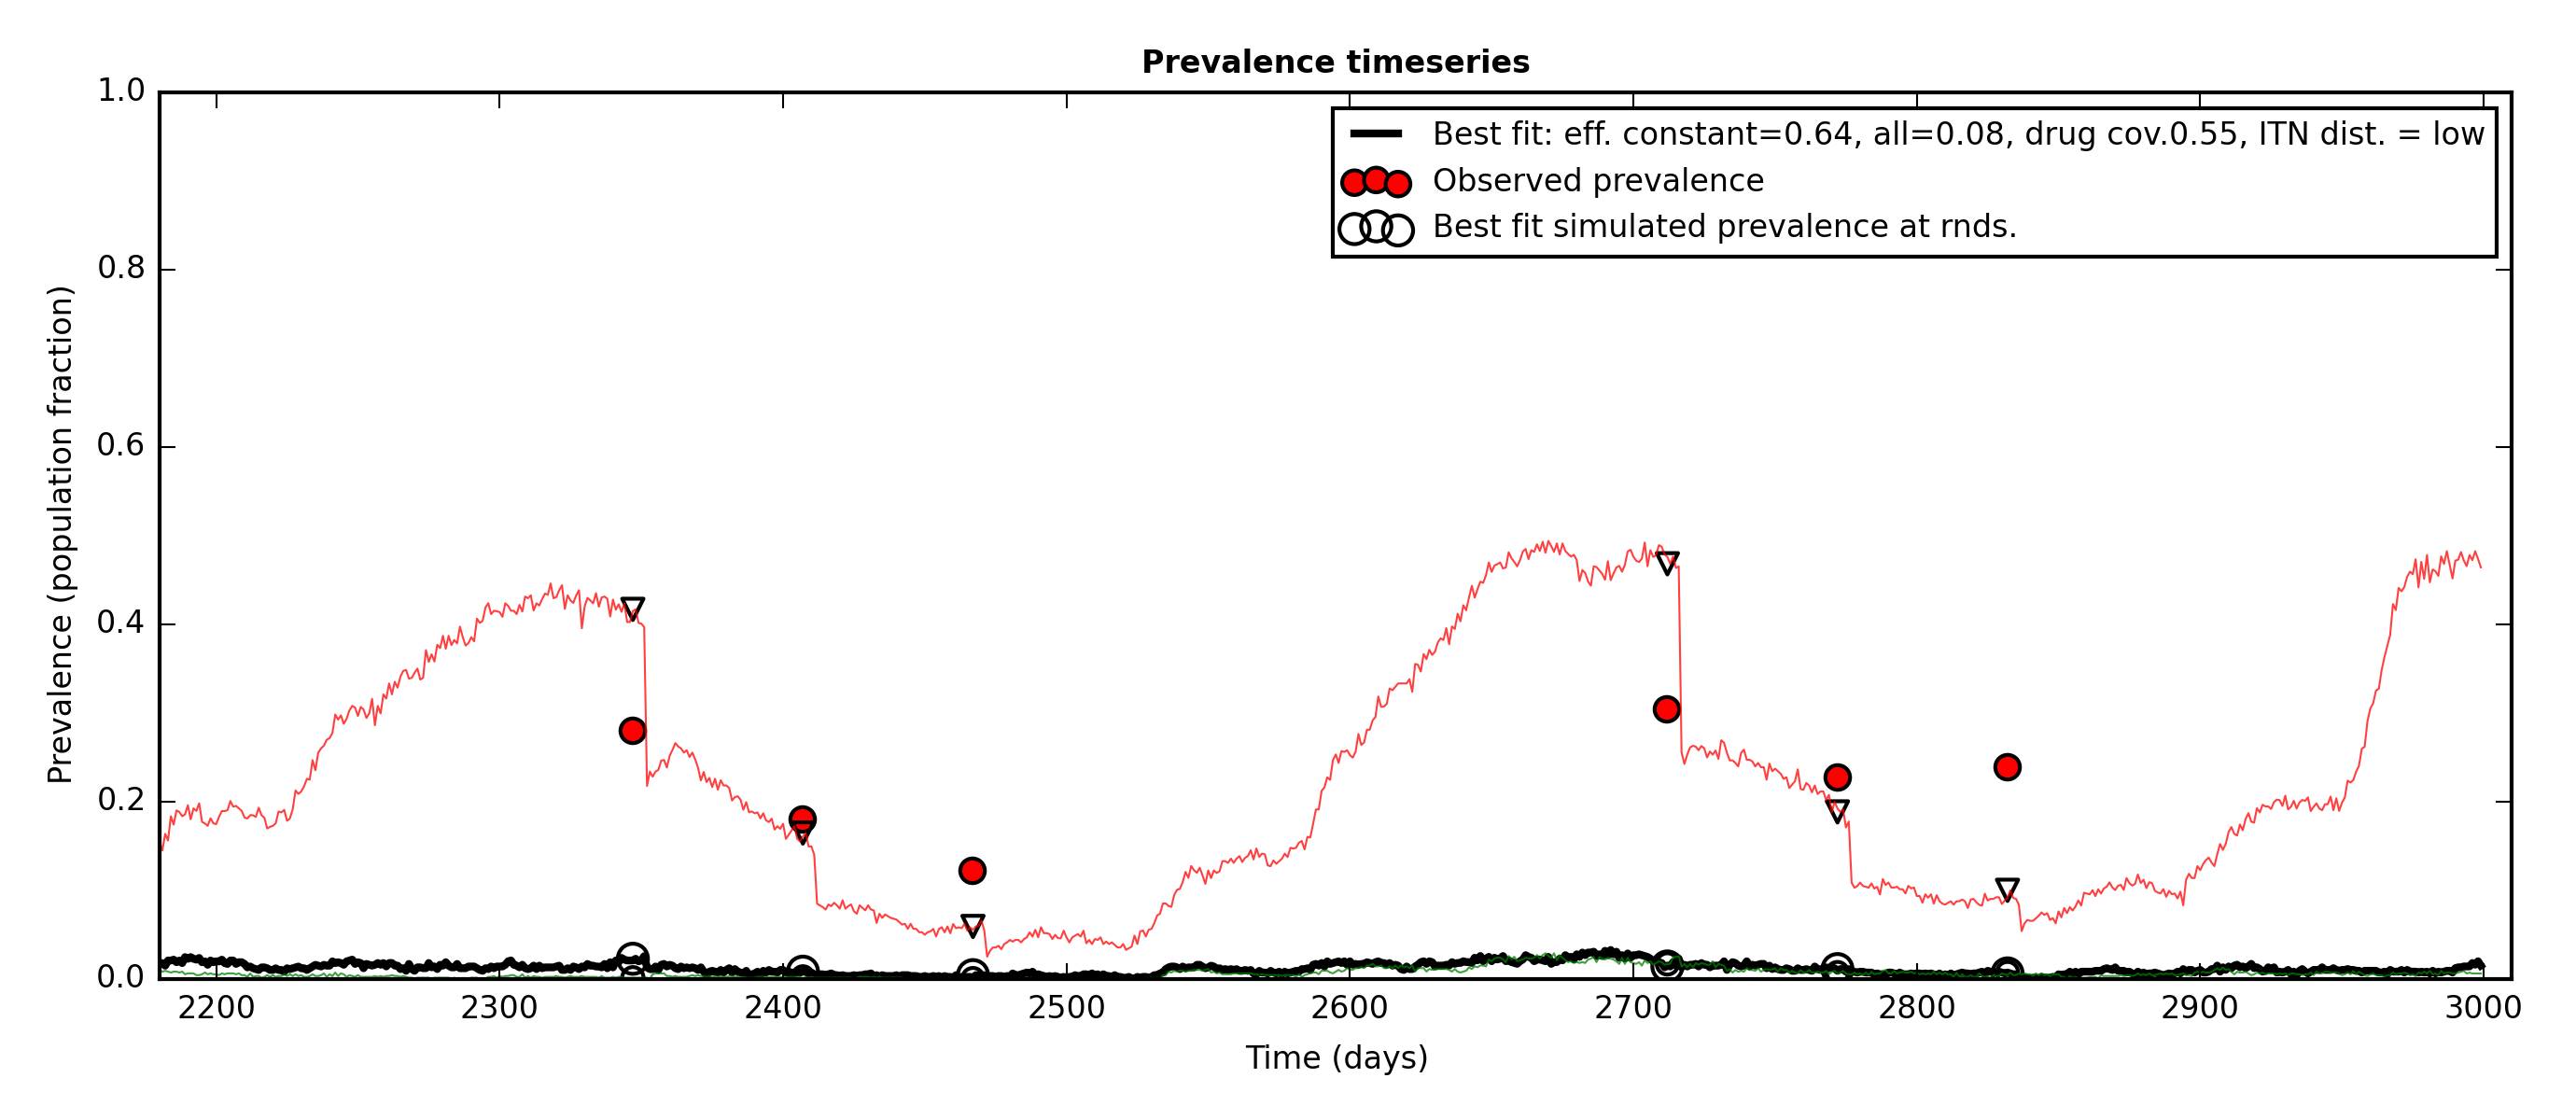 Prevalence timeseries
Best fit: eff. constant=0.64, all=0.08, drug cov.0.55, ITN dist. = low
Observed prevalence
Best fit simulated prevalence at rnds.
Prevalence (population fraction)
1.0
0.8
0.6
0.4
0.2
0.0
2200 2300 2400 2500 2600 2700 2800 2900 3000
Time (days)